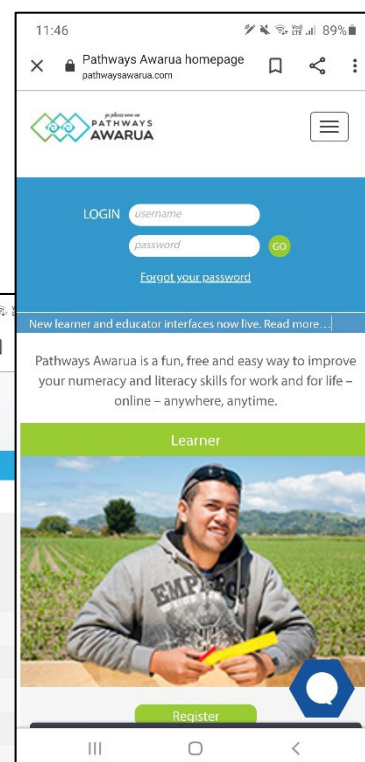 11:46
89%
Pathways Awarua homepage
pathwaysawarua.com
go places now on
PATHWAYS
AWARUA
LOGIN
username
password
GO
Forgot your password
New learner and educator interfaces now live. Read more…
Pathways Awarua is a fun, free and easy way to improve
your numeracy and literacy skills for work and for life –
online – anywhere, anytime.
Learner
EMPEROR
Register